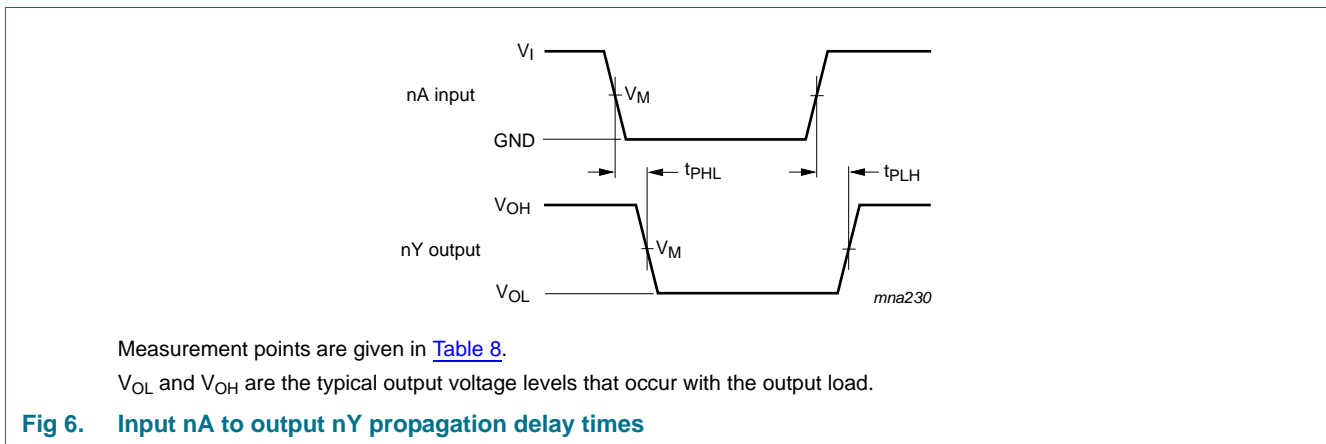 VI
nA input
VM
GND
tPHL
tPLH
VOH
nY output
VM
VOL
mna230
Measurement points are given in Table 8.
VOL and VOH are the typical output voltage levels that occur with the output load.
Fig 6. Input nA to output nY propagation delay times